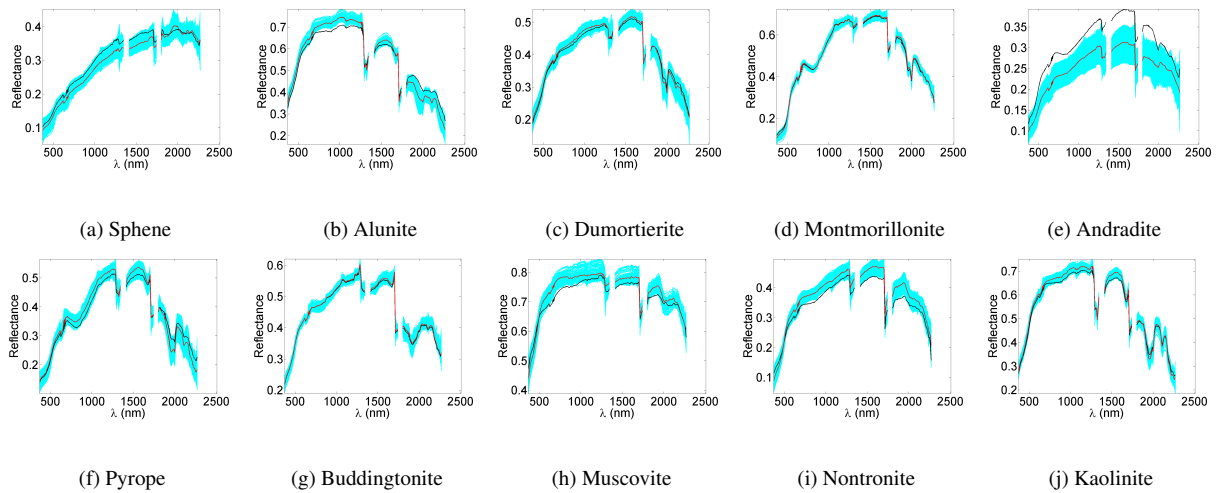 0.4
0.3
0.2
0.1
Reflectance
500 1000 1500 2000 2500
λ (nm)
(a) Sphene
0.7
0.6
0.5
0.4
0.3
0.2
Reflectance
500 1000 1500 2000 2500
λ (nm)
(b) Alunite
0.5
0.4
0.3
0.2
Reflectance
500 1000 1500 2000 2500
λ (nm)
(c) Dumortierite
0.6
0.4
0.2
Reflectance
500 1000 1500 2000 2500
λ (nm)
(d) Montmorillonite
0.35
0.3
0.25
0.2
0.15
0.1
Reflectance
500 1000 1500 2000 2500
λ (nm)
(e) Andradite
0.5
0.4
0.3
0.2
Reflectance
500 1000 1500 2000 2500
λ (nm)
(f) Pyrope
0.6
0.5
0.4
0.3
0.2
Reflectance
500 1000 1500 2000 2500
λ (nm)
(g) Buddingtonite
0.8
0.7
0.6
0.5
0.4
Reflectance
500 1000 1500 2000 2500
λ (nm)
(h) Muscovite
0.4
0.3
0.2
0.1
Reflectance
500 1000 1500 2000 2500
λ (nm)
(i) Nontronite
0.7
0.6
0.5
0.4
0.3
0.2
Reflectance
500 1000 1500 2000 2500
λ (nm)
(j) Kaolinite